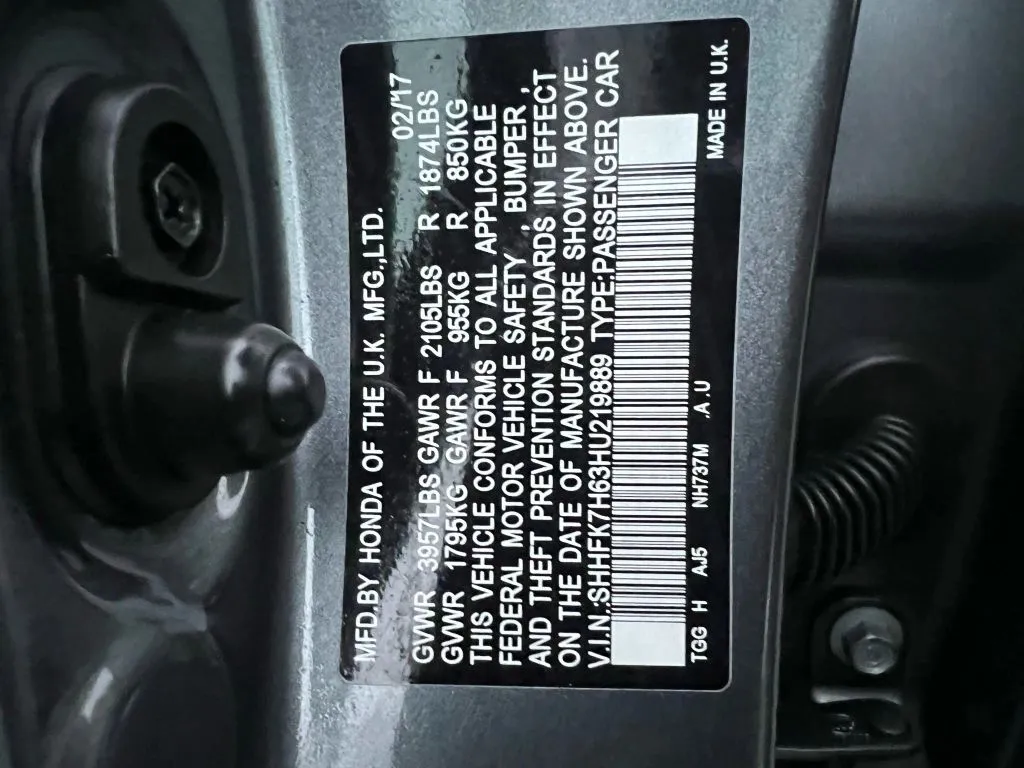 MFD.BY HONDA OF THE U.K. MFG.,LTD.
02/17
GVWR 3957LBS GAWR F 2105LBS R 1874LBS
GVWR 1795KG GAWR F 955KG R 850KG
THIS VEHICLE CONFORMS TO ALL APPLICABLE
FEDERAL MOTOR VEHICLE SAFETY, BUMPER,
AND THEFT PREVENTION STANDARDS, IN EFFECT
ON THE DATE OF MANUFACTURE SHOWN ABOVE.
V.I.N.:SHHFK7H63HU219889 TYPE:PASSENGER CAR
TGG H AJ5 NH737M A.U MADE IN U.K.